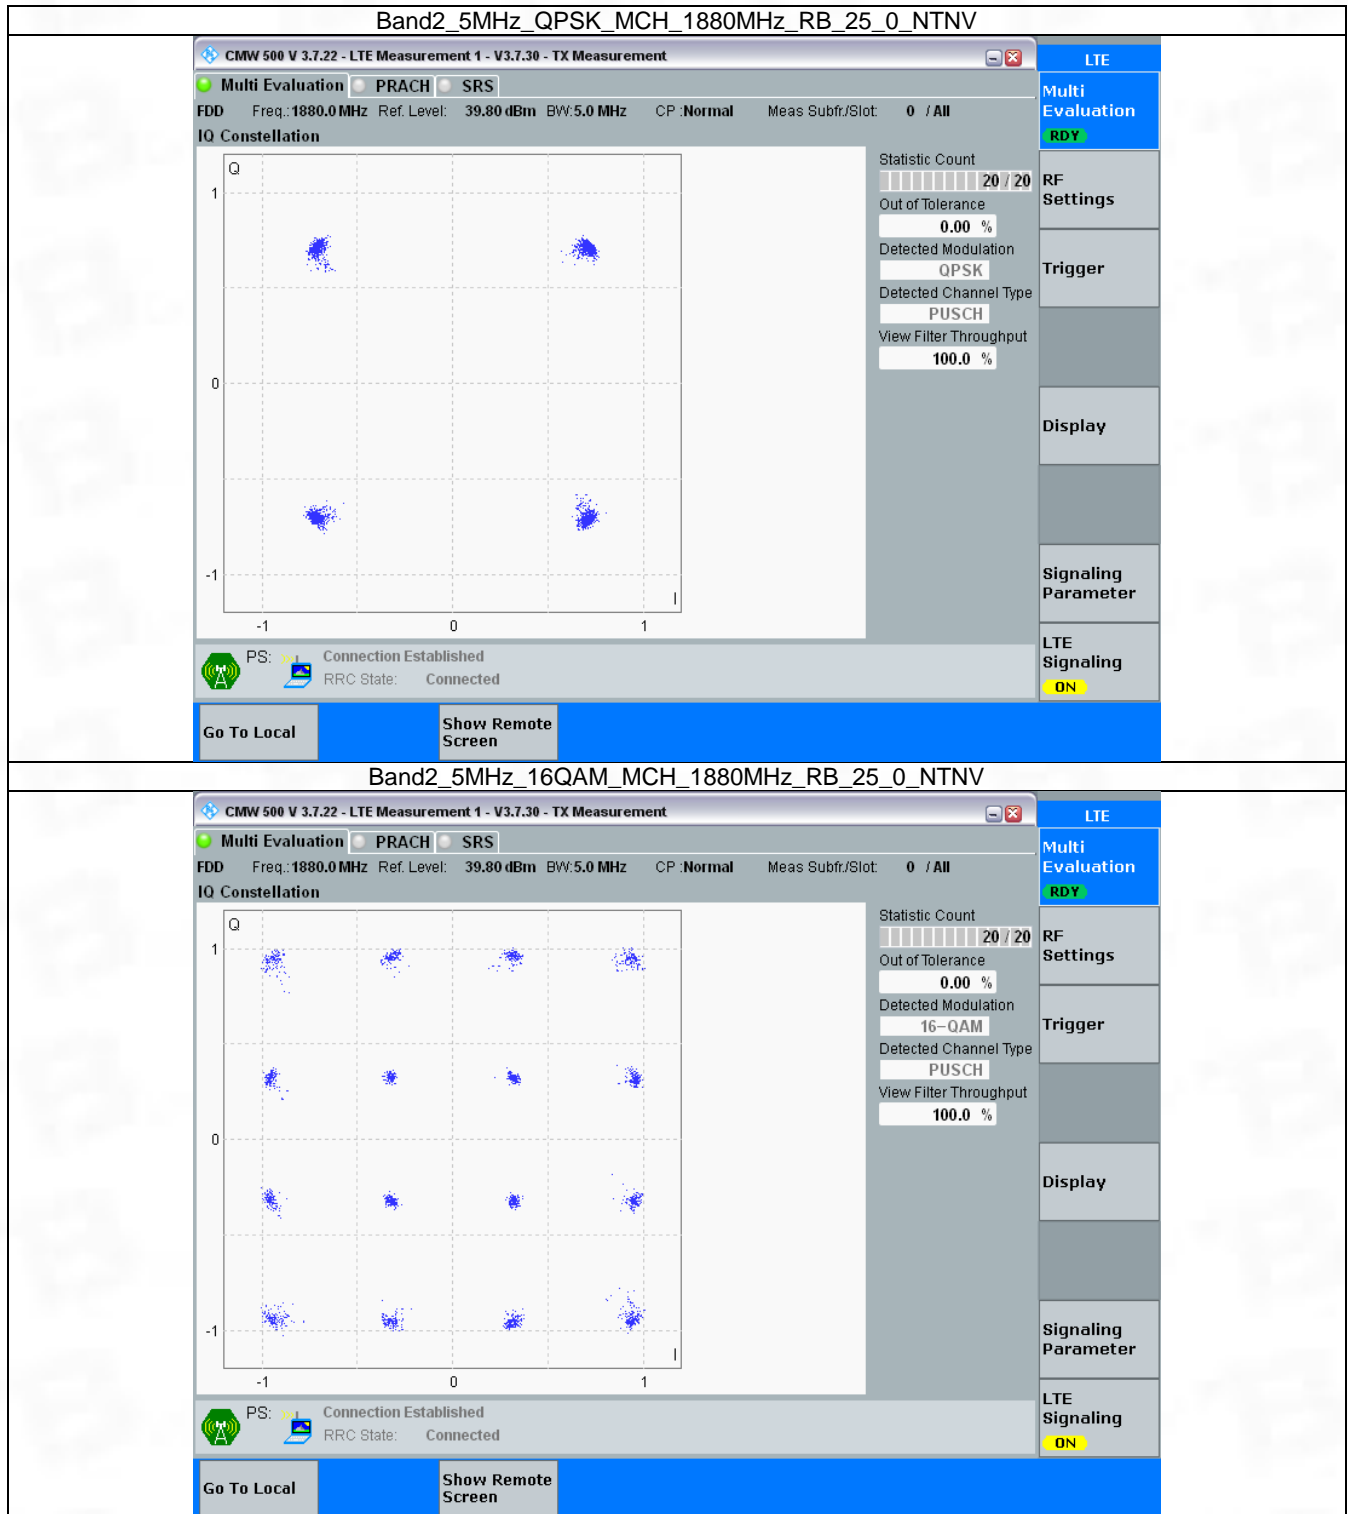 Band2_5MHz_QPSK_MCH_1880MHz_RB_25_0_NTNV
CMW 500 V 3.7.22 - LTE Measurement 1 - V3.7.30 - TX Measurement
LTE
Multi Evaluation PRACH SRS
Multi
Evaluation
RDY
FDD Freq.:1880.0 MHz Ref. Level: 39.80 dBm BW:5.0 MHz CP :Normal Meas Subfr./Slot: 0 / All
IQ Constellation
Q
1
0
-1
I
-1 0 1
Statistic Count
20 / 20
Out of Tolerance
0.00 %
Detected Modulation
QPSK
Detected Channel Type
PUSCH
View Filter Throughput
100.0 %
RF
Settings
Trigger
Display
Signaling
Parameter
LTE
Signaling
ON
PS: Connection Established
RRC State: Connected
Go To Local
Show Remote
Screen
Band2_5MHz_16QAM_MCH_1880MHz_RB_25_0_NTNV
CMW 500 V 3.7.22 - LTE Measurement 1 - V3.7.30 - TX Measurement
LTE
Multi Evaluation PRACH SRS
Multi
Evaluation
RDY
FDD Freq.:1880.0 MHz Ref. Level: 39.80 dBm BW:5.0 MHz CP :Normal Meas Subfr./Slot: 0 / All
IQ Constellation
Q
1
0
-1
I
-1 0 1
Statistic Count
20 / 20
Out of Tolerance
0.00 %
Detected Modulation
16-QAM
Detected Channel Type
PUSCH
View Filter Throughput
100.0 %
RF
Settings
Trigger
Display
Signaling
Parameter
LTE
Signaling
ON
PS: Connection Established
RRC State: Connected
Go To Local
Show Remote
Screen